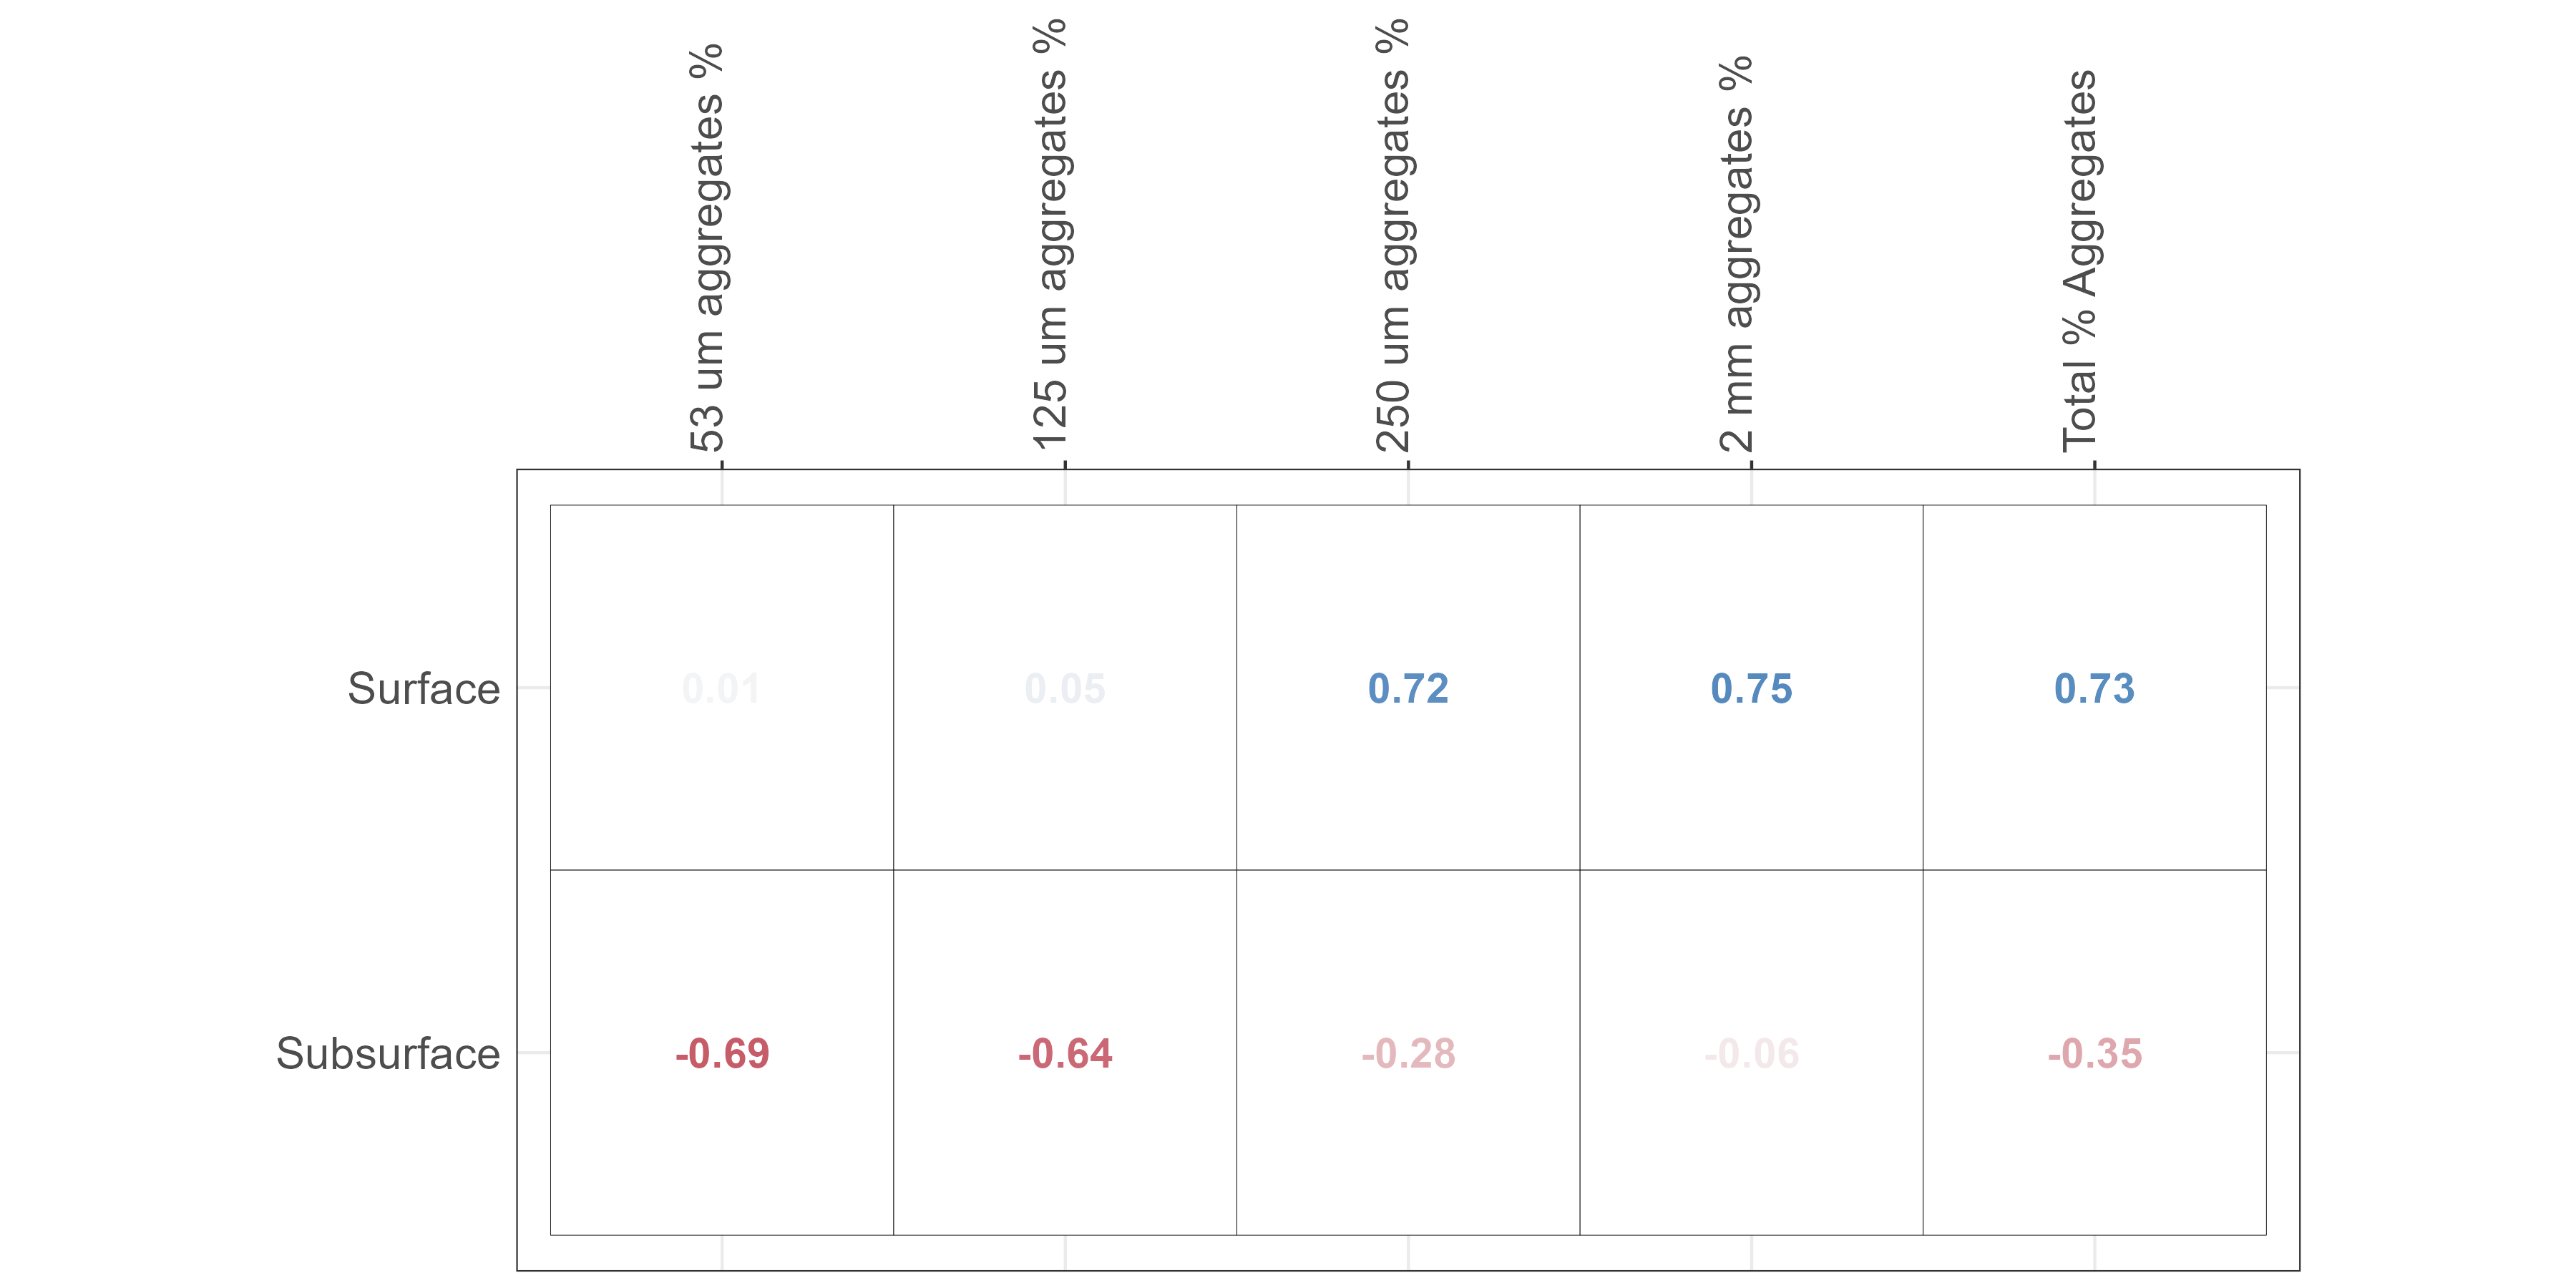 53 um aggregates %
125 um aggregates %
250 um aggregates %
2 mm aggregates %
Total % Aggregates
Surface 0.01 0.05 0.72 0.75 0.73
Subsurface -0.69 -0.64 -0.28 -0.06 -0.35